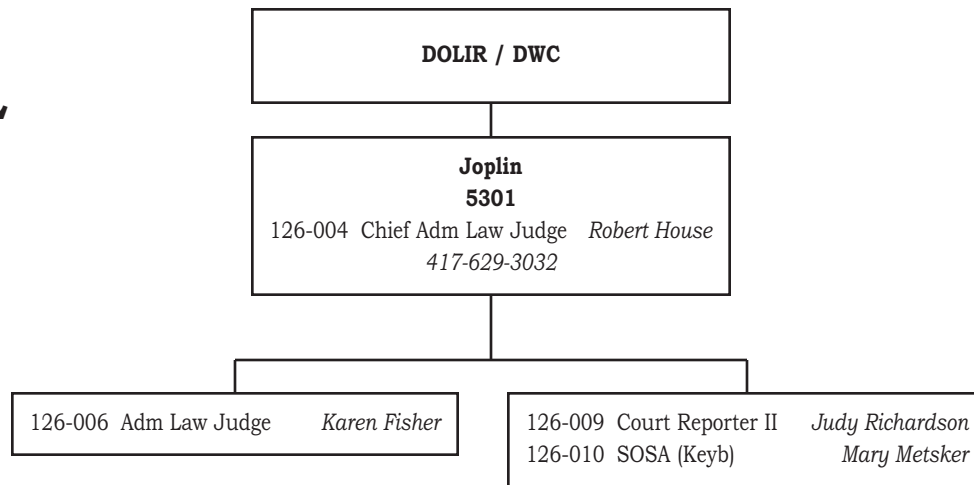 DOLIR / DWC
Joplin
5301
126-004 Chief Adm Law Judge Robert House
417-629-3032
126-006 Adm Law Judge Karen Fisher
126-009 Court Reporter II Judy Richardson
126-010 SOSA (Keyb) Mary Metsker